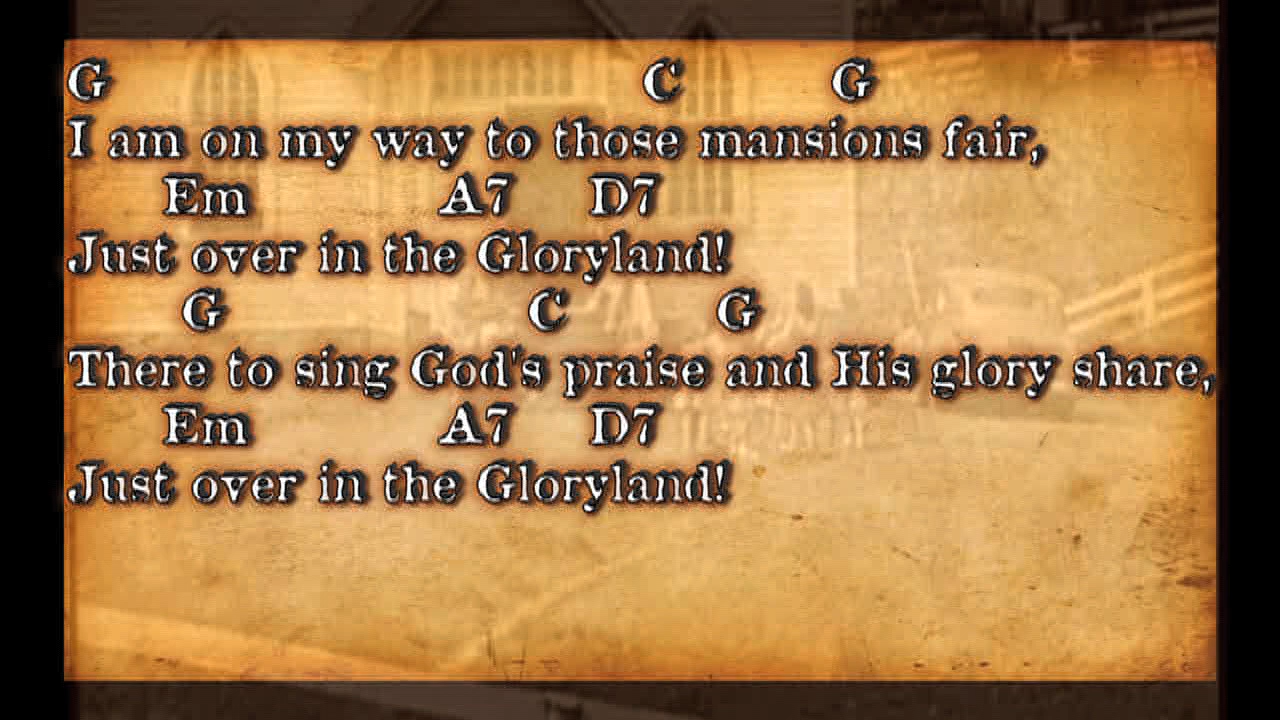 G C G
I am on my way to those mansions fair,
Em A7 D7
Just over in the Gloryland!
G C G
There to sing God's praise and His glory share,
Em A7 D7
Just over in the Gloryland!